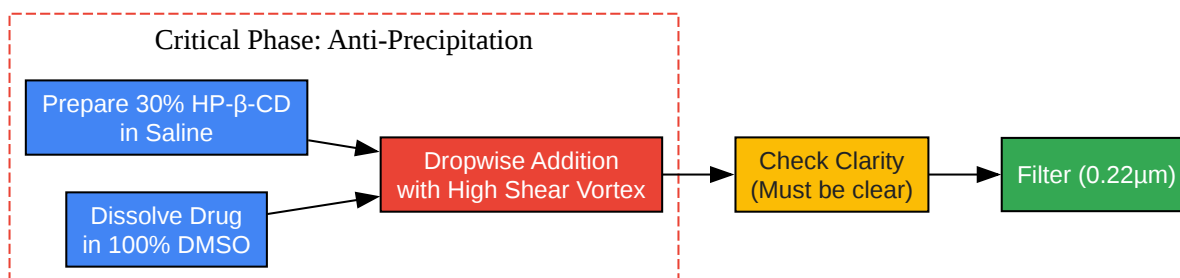 Critical Phase: Anti-Precipitation
Prepare 30% HP-β-CD
in Saline
Dissolve Drug
in 100% DMSO
Dropwise Addition
with High Shear Vortex
Check Clarity
(Must be clear)
Filter (0.22µm)